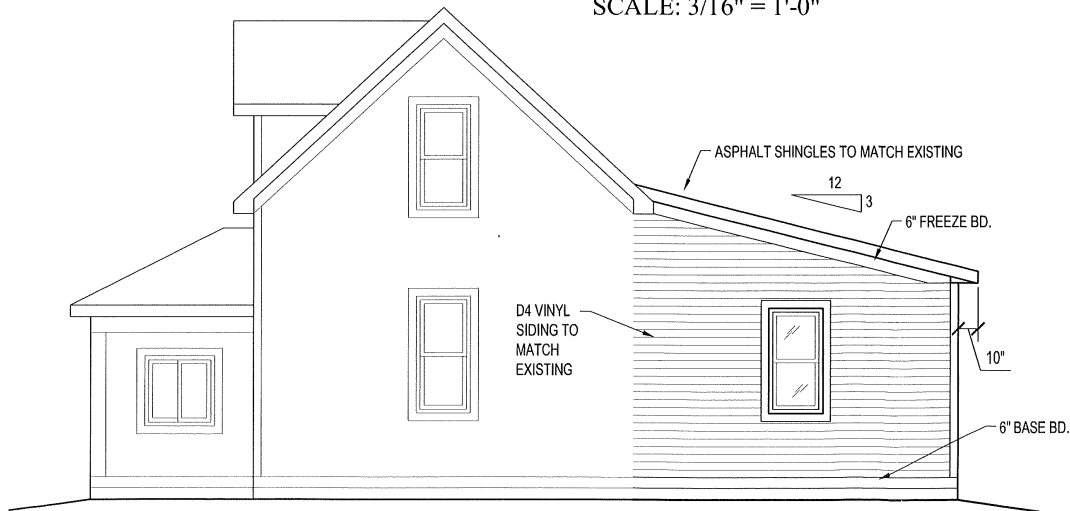 SCALE: 3/16" = 1'-0"
ASPHALT SHINGLES TO MATCH EXISTING
12
3
6" FREEZE BD.
D4 VINYL
SIDING TO
MATCH
EXISTING
10"
6" BASE BD.